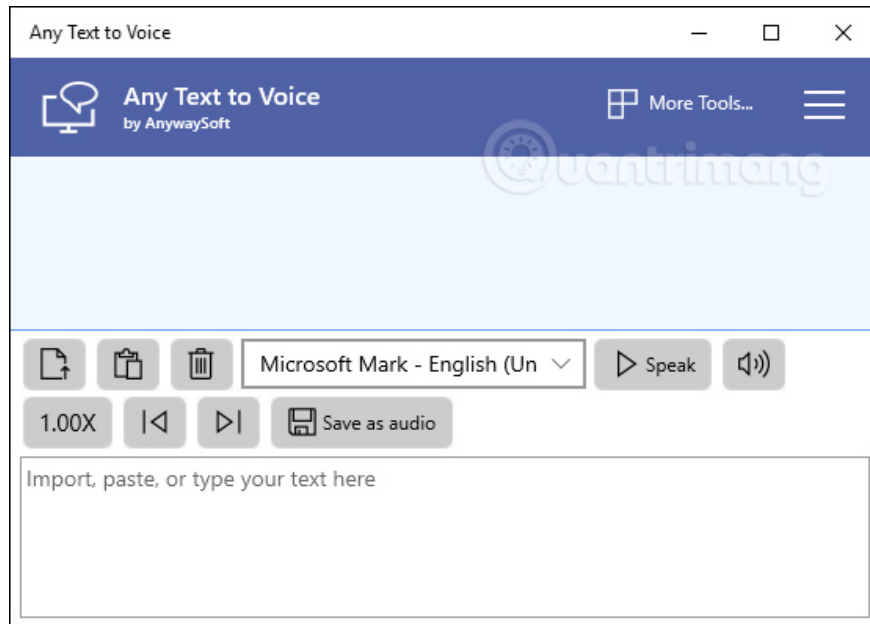 Any Text to Voice
Any Text to Voice
by AnywaySoft
More Tools...
Quantrimang
Microsoft Mark - English (Un
Speak
1.00X
Save as audio
Import, paste, or type your text here